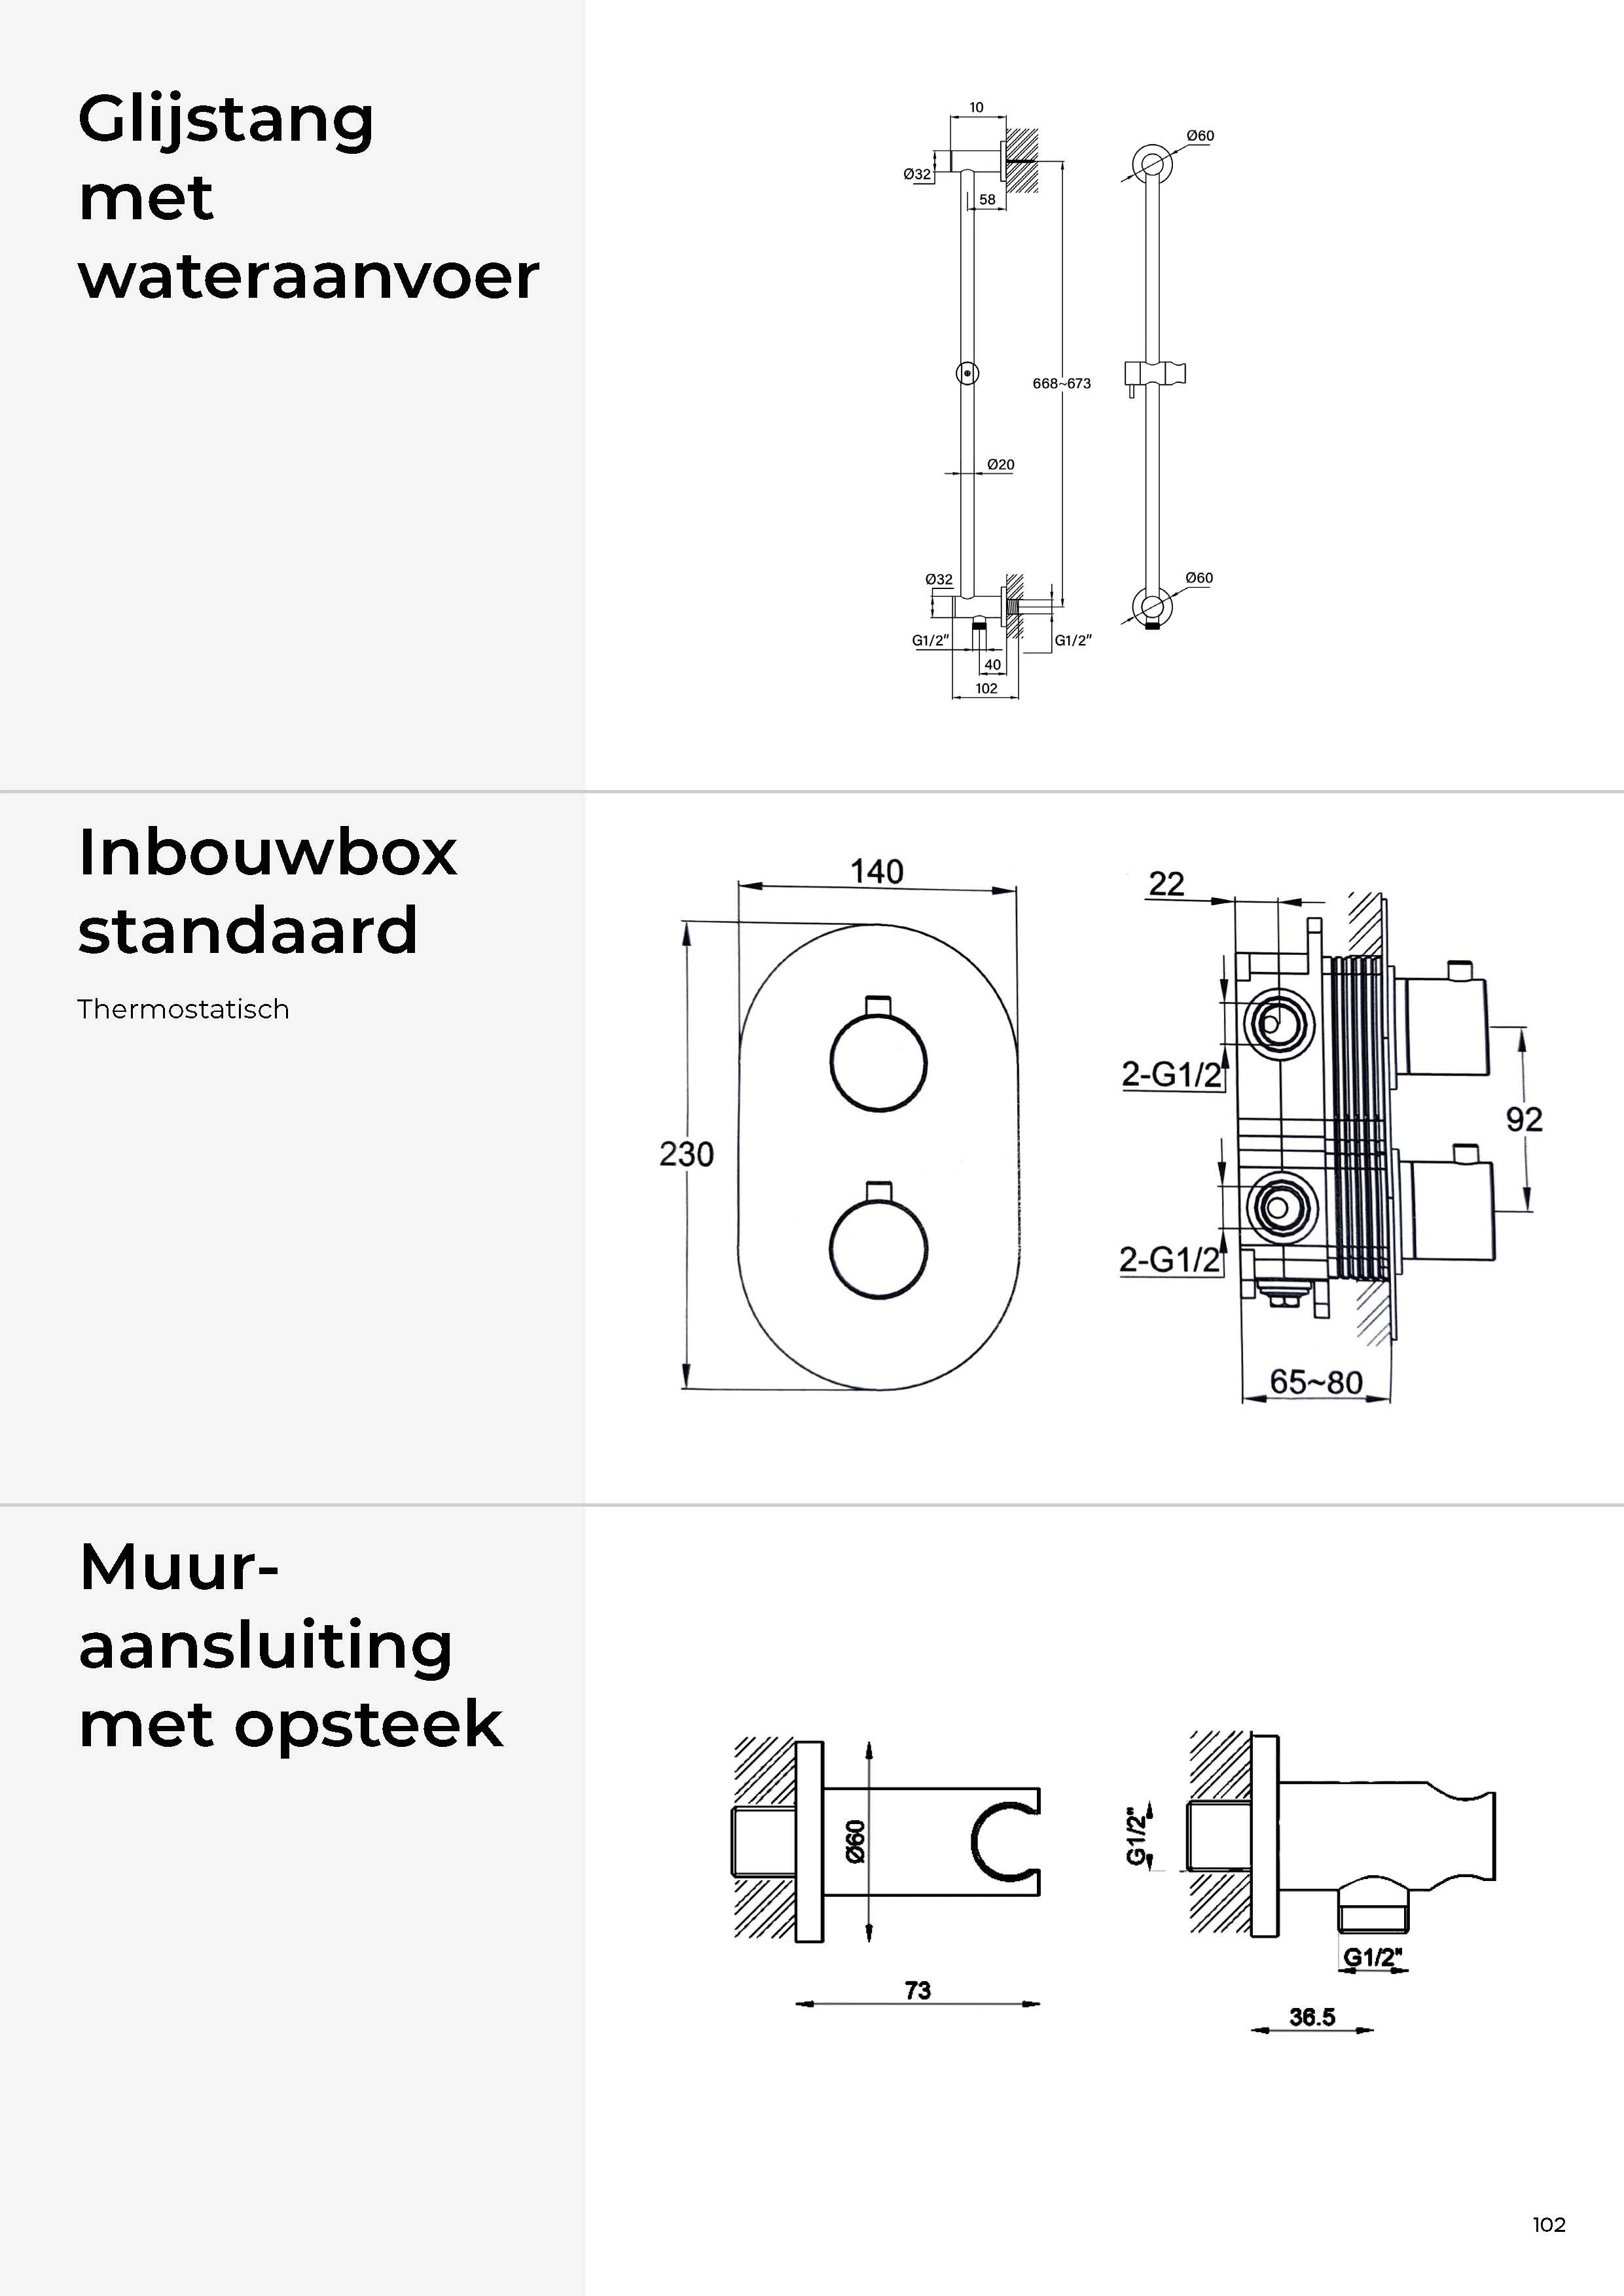 Glijstang
met
wateraanvoer
10
Ø60
Ø32
58
668~673
Ø20
Ø32
Ø60
G1/2"
G1/2"
40
102
Inbouwbox
standaard
Thermostatisch
140
22
2-G1/2
92
230
2-G1/2
65~80
Muur-
aansluiting
met opsteek
Ø60
G1/2"
G1/2"
73
36.5
102